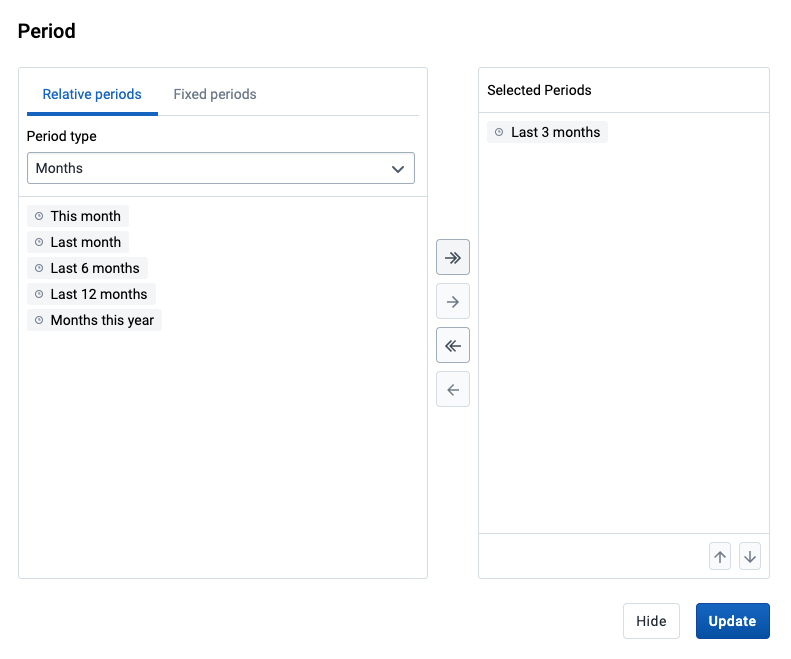 Period
Relative periods
Fixed periods
Period type
Months
This month
Last month
Last 6 months
Last 12 months
Months this year
Selected Periods
Last 3 months
Hide
Update